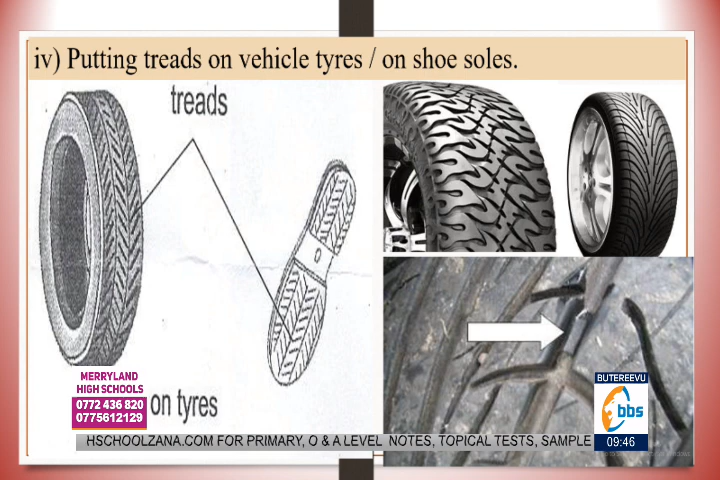 iv) Putting treads on vehicle tyres / on shoe soles.
treads
on tyres
MERRYLAND
HIGH SCHOOLS
0772 436 820
0775612129
BUTEREEVU
bbs
09:46
HSCHOOLZANA.COM FOR PRIMARY, O & A LEVEL NOTES, TOPICAL TESTS, SAMPLE